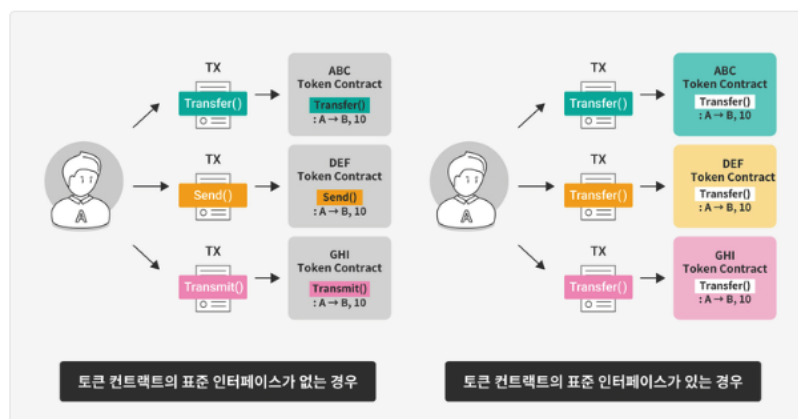 TX
Transfer()
ABC
Token Contract
Transfer()
: A → B, 10
TX
Send()
DEF
Token Contract
Send()
: A → B, 10
A
TX
Transmit()
GHI
Token Contract
Transmit()
: A → B, 10
토큰 컨트랙트의 표준 인터페이스가 없는 경우
TX
Transfer()
ABC
Token Contract
Transfer()
: A → B, 10
TX
Transfer()
DEF
Token Contract
Transfer()
: A → B, 10
A
TX
Transfer()
GHI
Token Contract
Transfer()
: A → B, 10
토큰 컨트랙트의 표준 인터페이스가 있는 경우